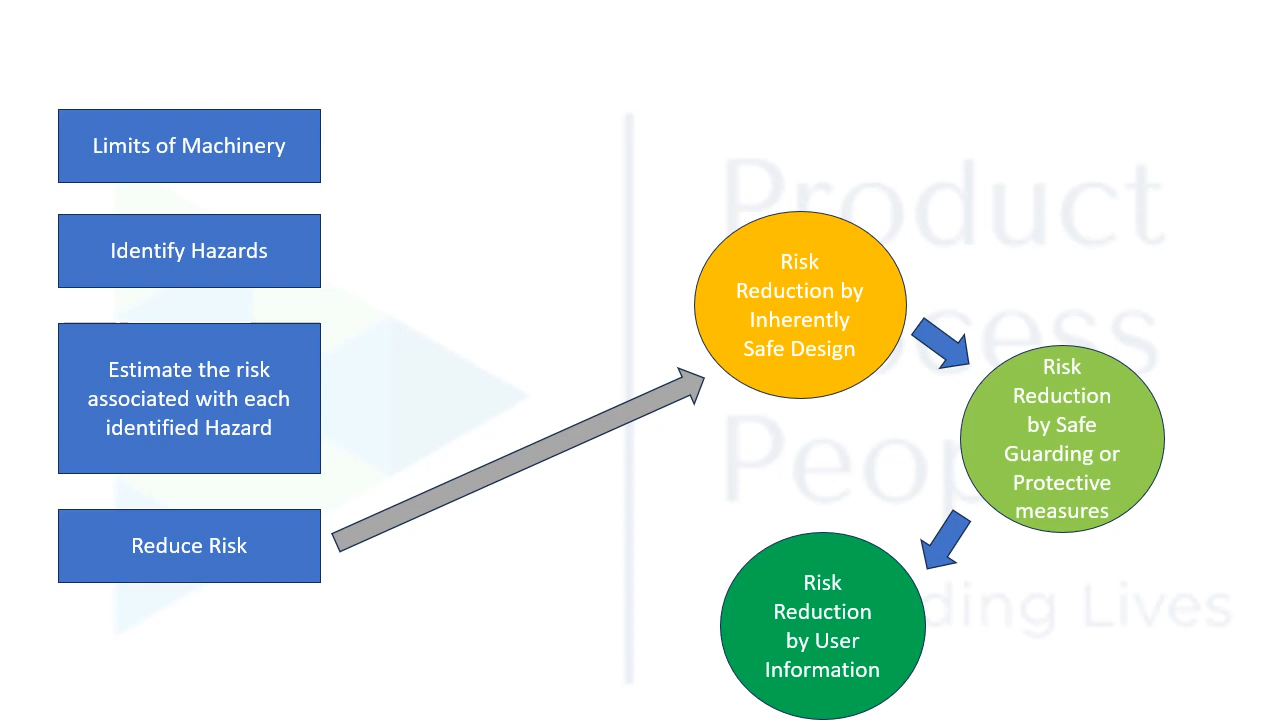 Limits of Machinery
Identify Hazards
Estimate the risk
associated with each
identified Hazard
Reduce Risk
Risk
Reduction by
Inherently
Safe Design
Risk
Reduction
by Safe
Guarding or
Protective
measures
Risk
Reduction
by User
Information
Product
People
Lives